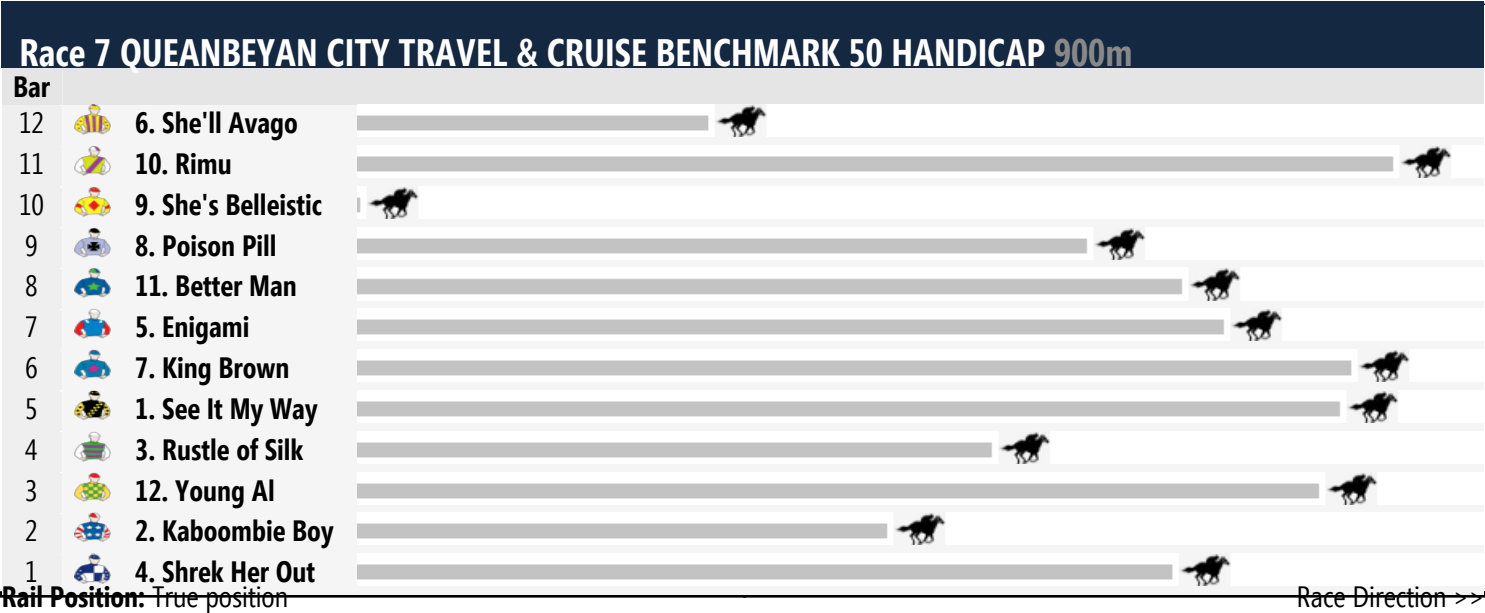 Race 7 QUEANBEYAN CITY TRAVEL & CRUISE BENCHMARK 50 HANDICAP 900m
Bar
12 6. She'll Avago
11 10. Rimu
10 9. She's Belleistic
9 8. Poison Pill
8 11. Better Man
7 5. Enigami
6 7. King Brown
5 1. See It My Way
4 3. Rustle of Silk
3 12. Young Al
2 2. Kaboombie Boy
1 4. Shrek Her Out
Rail Position: True position Race Direction >>